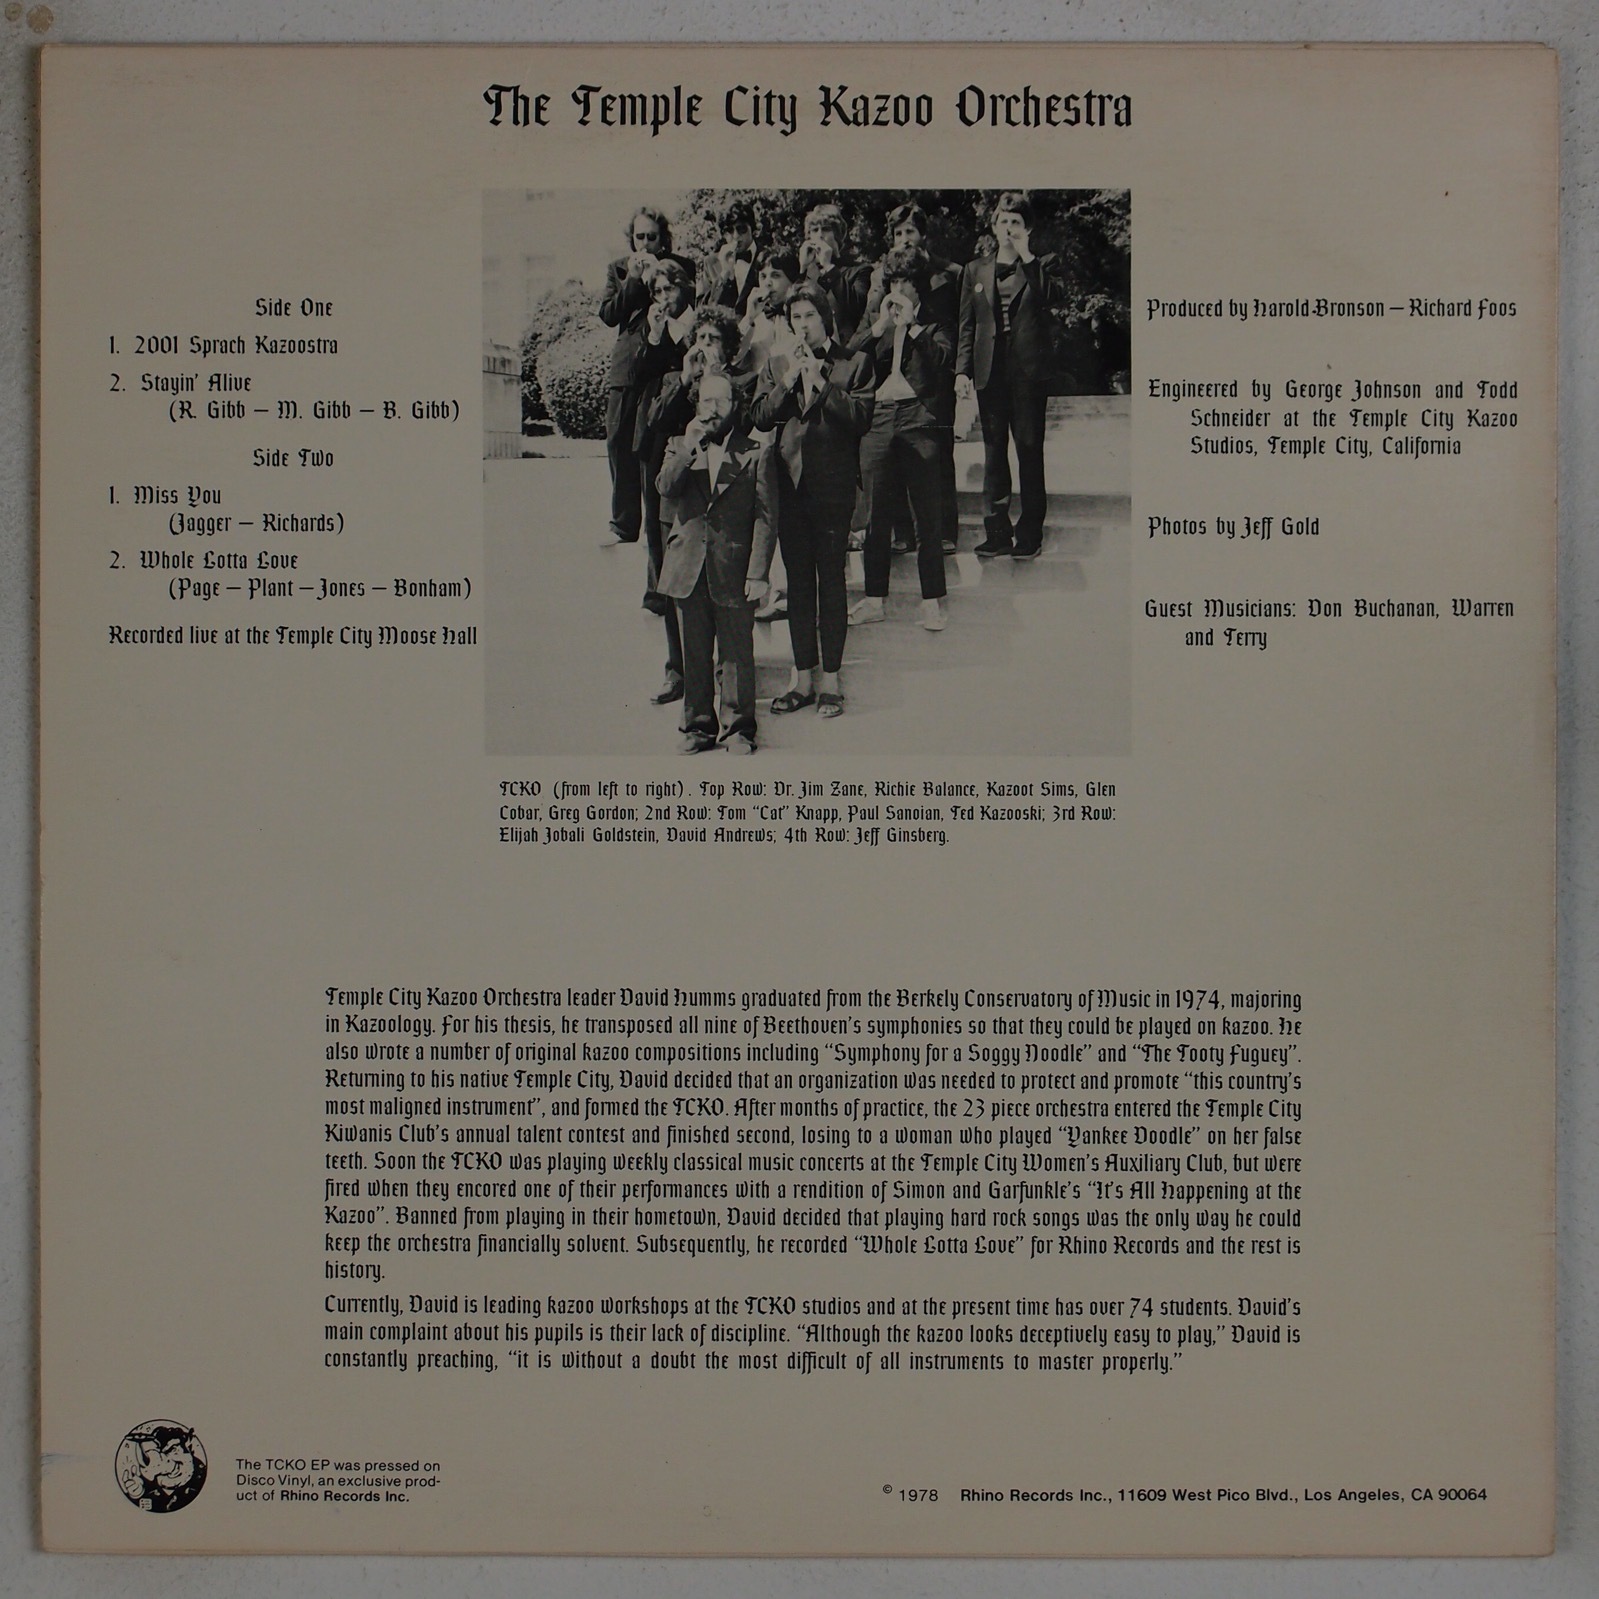 The Temple City Kazoo Orchestra
Side One
1. 2001 Sprach Kazoostra
2. Stayin' Alive
(R. Gibb – M. Gibb – B. Gibb)
Side Two
1. Miss You
(Jagger – Richards)
2. Whole Lotta Love
(Page – Plant – Jones – Bonham)
Recorded live at the Temple City Moose Hall
Produced by Harold Bronson – Richard Foos
Engineered by George Johnson and Todd
Schneider at the Temple City Kazoo
Studios, Temple City, California
Photos by Jeff Gold
Guest Musicians: Don Buchanan, Warren
and Terry
TCKO (from left to right). Top Row: Dr. Jim Zane, Richie Balance, Kazoot Sims, Glen
Cobar, Greg Gordon; 2nd Row: Tom "Cat" Knapp, Paul Sanoian, Ted Kazooski; 3rd Row:
Elijah Jobali Goldstein, David Andrews; 4th Row: Jeff Ginsberg.
Temple City Kazoo Orchestra leader David Humms graduated from the Berkely Conservatory of Music in 1974, majoring
in Kazoology. For his thesis, he transposed all nine of Beethoven's symphonies so that they could be played on kazoo. He
also wrote a number of original kazoo compositions including "Symphony for a Soggy Noodle" and "The Tooty Fuguey".
Returning to his native Temple City, David decided that an organization was needed to protect and promote "this country's
most maligned instrument", and formed the TCKO. After months of practice, the 23 piece orchestra entered the Temple City
Kiwanis Club's annual talent contest and finished second, losing to a woman who played "Yankee Doodle" on her false
teeth. Soon the TCKO was playing weekly classical music concerts at the Temple City Women's Auxiliary Club, but were
fired when they encored one of their performances with a rendition of Simon and Garfunkle's "It's All Happening at the
Kazoo". Banned from playing in their hometown, David decided that playing hard rock songs was the only way he could
keep the orchestra financially solvent. Subsequently, he recorded "Whole Lotta Love" for Rhino Records and the rest is
history.
Currently, David is leading kazoo workshops at the TCKO studios and at the present time has over 74 students. David's
main complaint about his pupils is their lack of discipline. "Although the kazoo looks deceptively easy to play," David is
constantly preaching, "it is without a doubt the most difficult of all instruments to master properly."
The TCKO EP was pressed on
Disco Vinyl, an exclusive prod-
uct of Rhino Records Inc.
© 1978 Rhino Records Inc., 11609 West Pico Blvd., Los Angeles, CA 90064